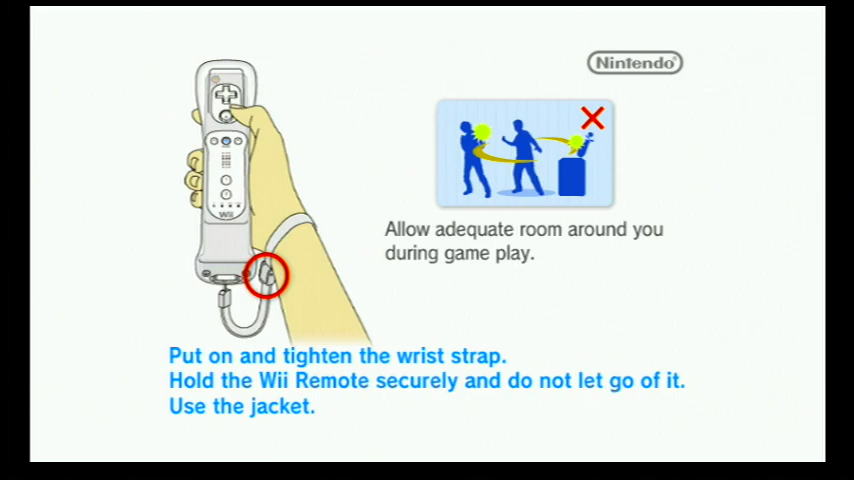 Nintendo
Wii
Allow adequate room around you
during game play.
Put on and tighten the wrist strap.
Hold the Wii Remote securely and do not let go of it.
Use the jacket.